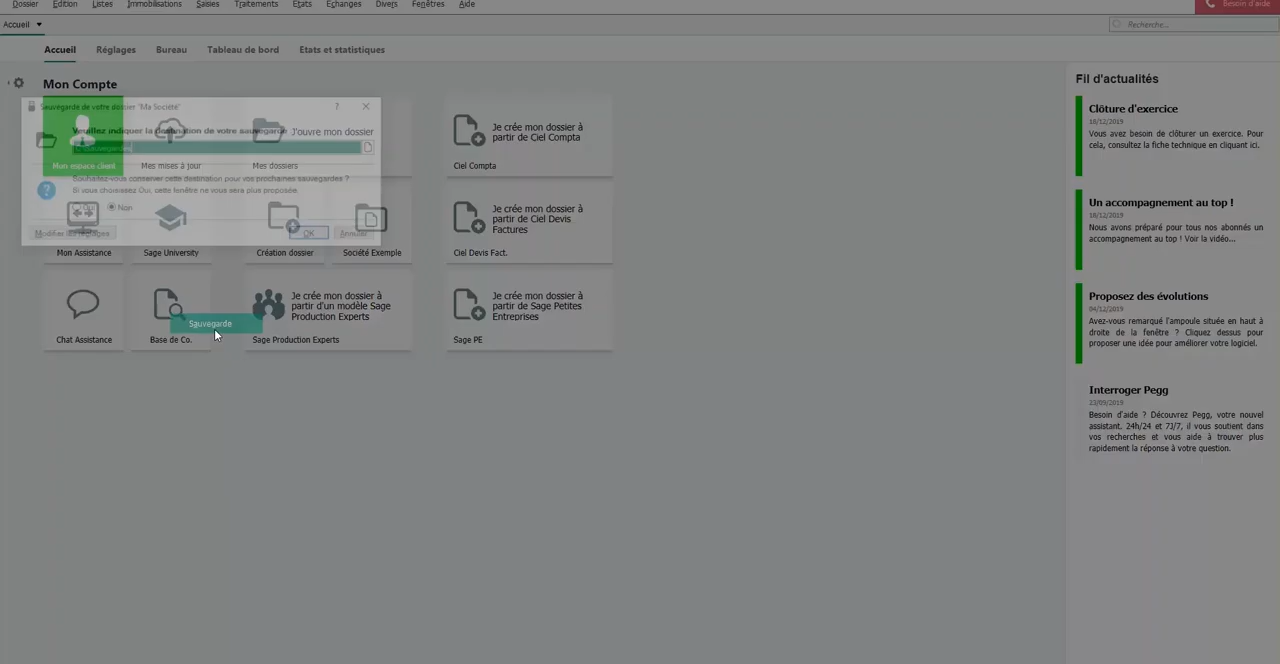 Dossier Edition Listes Immobilisations Saisies Traitements Etats Echanges Divers Fenêtres Aide
Besoin d'aide
Accueil
Recherche...
Accueil Réglages Bureau Tableau de bord Etats et statistiques
Mon Compte
Sauvegarde de votre dossier "Ma Société"
Veuillez indiquer la destination de votre sauvegarde
J'ouvre mon dossier
Mon espace client
Mes mises à jour
Mes dossiers
Souhaitez-vous conserver cette destination pour vos prochaines sauvegardes ?
Si vous choisissez Oui, cette fenêtre ne vous sera plus proposée.
Non
Modifier les réglages
OK
Annuler
Mon Assistance
Sage University
Création dossier
Société Exemple
Je crée mon dossier à
partir de Ciel Compta
Ciel Compta
Je crée mon dossier à
partir de Ciel Devis
Factures
Ciel Devis Fact.
Chat Assistance
Base de Co.
Sauvegarde
Je crée mon dossier à
partir d'un modèle Sage
Production Experts
Sage Production Experts
Je crée mon dossier à
partir de Sage Petites
Entreprises
Sage PE
Fil d'actualités
Clôture d'exercice
18/12/2019
Vous avez besoin de clôturer un exercice. Pour
cela, consultez la fiche technique en cliquant ici.
Un accompagnement au top !
18/12/2019
Nous avons préparé pour tous nos abonnés un
accompagnement au top ! Voir la vidéo...
Proposez des évolutions
04/12/2019
Avez-vous remarqué l'ampoule située en haut à
droite de la fenêtre ? Cliquez dessus pour
proposer une idée pour améliorer votre logiciel.
Interroger Pegg
23/09/2019
Besoin d'aide ? Découvrez Pegg, votre nouvel
assistant. 24h/24 et 7J/7, il vous soutient dans
vos recherches et vous aide à trouver plus
rapidement la réponse à votre question.